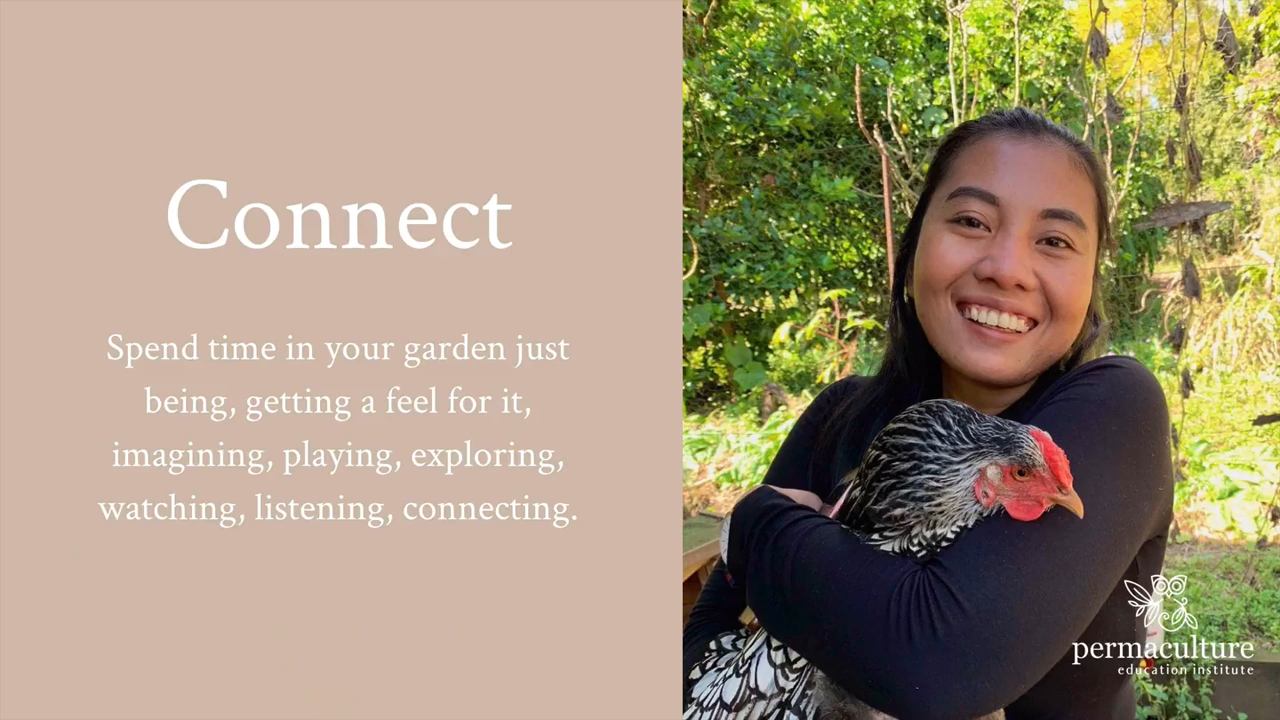 Connect
Spend time in your garden just
being, getting a feel for it,
imagining, playing, exploring,
watching, listening, connecting.
permaculture
education institute